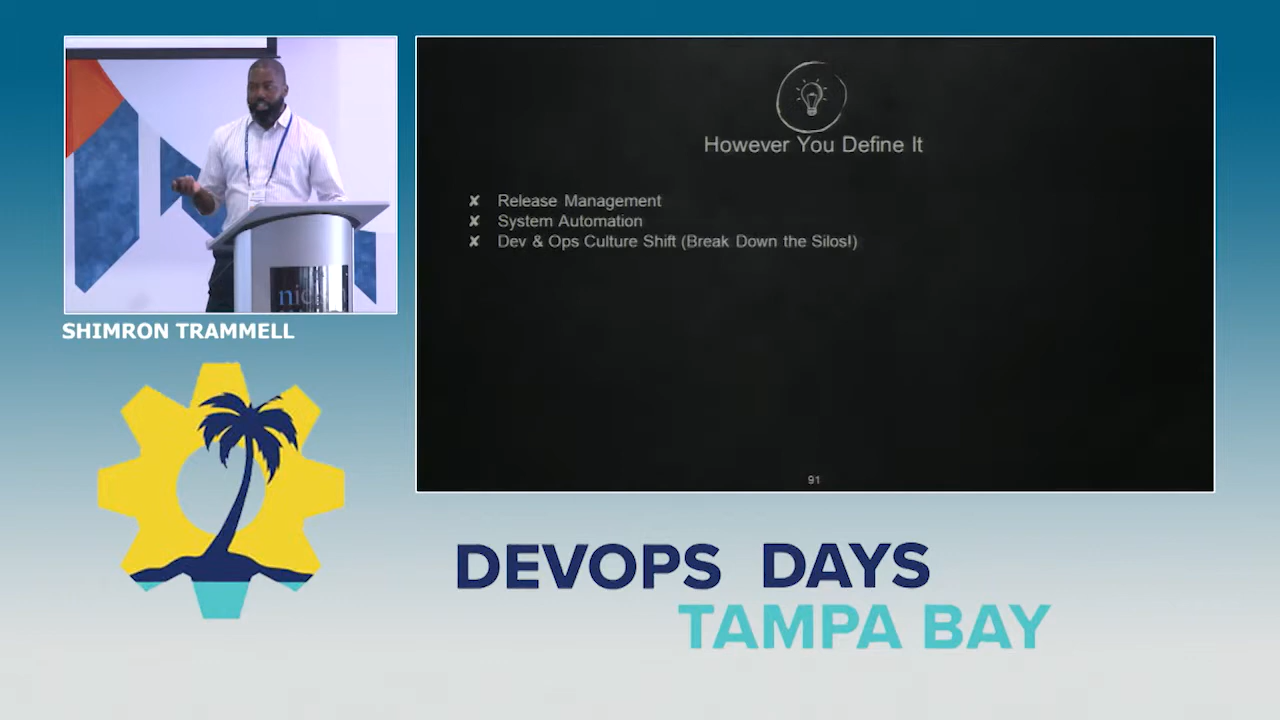 However You Define It
✘ Release Management
✘ System Automation
✘ Dev & Ops Culture Shift (Break Down the Silos!)
91
SHIMRON TRAMMELL
DEVOPS DAYS
TAMPA BAY